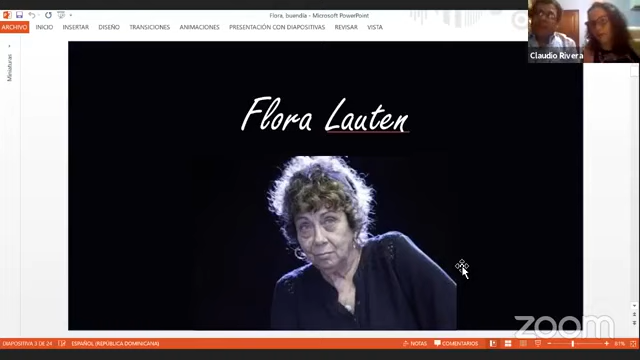 Flora, buendia - Microsoft PowerPoint
ARCHIVO INICIO INSERTAR DISEÑO TRANSICIONES ANIMACIONES PRESENTACIÓN CON DIAPOSITIVAS REVISAR VISTA
Claudio Rivera
Miniaturas
Flora Lauten
zoom
DIAPOSITIVA 3 DE 24 ESPAÑOL (REPÚBLICA DOMINICANA) NOTAS COMENTARIOS 81%